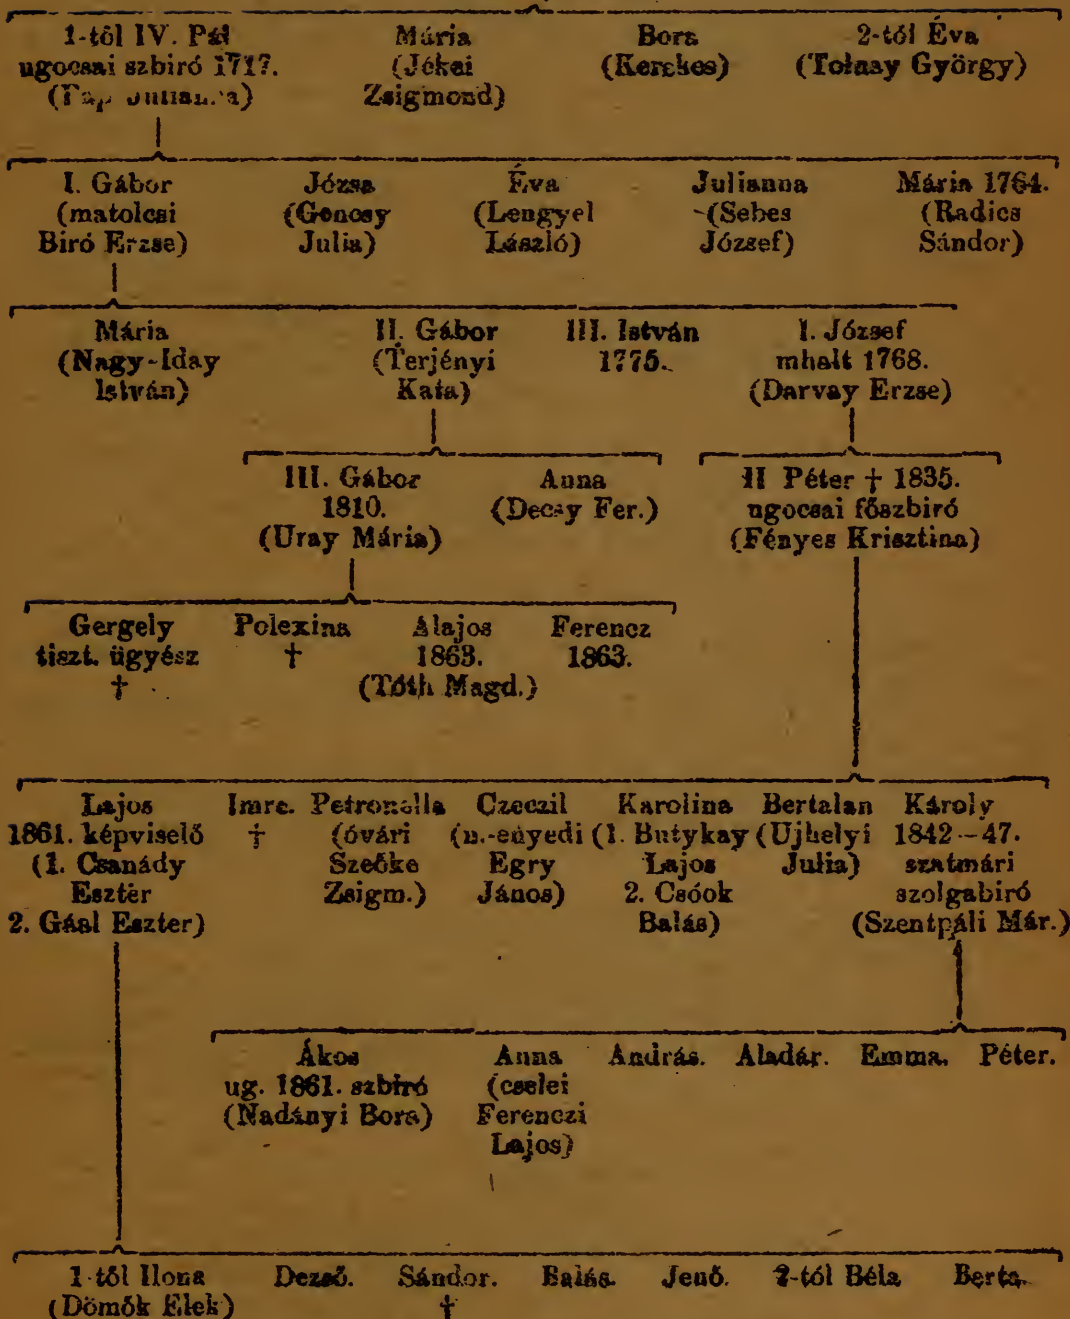 1-től IV. Pál
ugocsai szbiró 1717.
(Pap Julianna)
Mária
(Jékei
Zsigmond)
Bora
(Kerekes)
2-tól Éva
(Tolnay György)
I. Gábor
(matolcsi
Biró Erzse)
Józsa
(Gencsy
Julia)
Éva
(Lengyel
László)
Julianna
(Sebes
József)
Mária 1764.
(Radics
Sándor)
Mária
(Nagy-Iday
István)
II. Gábor
(Terjényi
Kata)
III. István
1775.
I. József
mhalt 1768.
(Darvay Erzse)
III. Gábor
1810.
(Uray Mária)
Anna
(Decsy Fer.)
II Péter † 1835.
ugocsai főszbiró
(Fényes Krisztina)
Gergely
tiszt. ügyész
†
Polexina
†
Alajos
1863.
(Tóth Magd.)
Ferencz
1863.
Lajos
1861. képviselő
(1. Csanády
Eszter
2. Gáal Eszter)
Imre.
†
Petronella
(óvári
Szeőke
Zsigm.)
Czeczil
(n.-enyedi
Egry
János)
Karolina
(1. Butykay
Lajos
2. Csóok
Balás)
Bertalan
(Ujhelyi
Julia)
Károly
1842–47.
szatmári
szolgabiró
(Szentpáli Már.)
Ákos
ug. 1861. szbiró
(Nadányi Bora)
Anna
(cselei
Ferenczi
Lajos)
András.
Aladár.
Emma.
Péter.
1-től Ilona
(Dömők Elek)
Dezső.
Sándor.
†
Balás.
Jenő.
2-tól Béla
Berta.